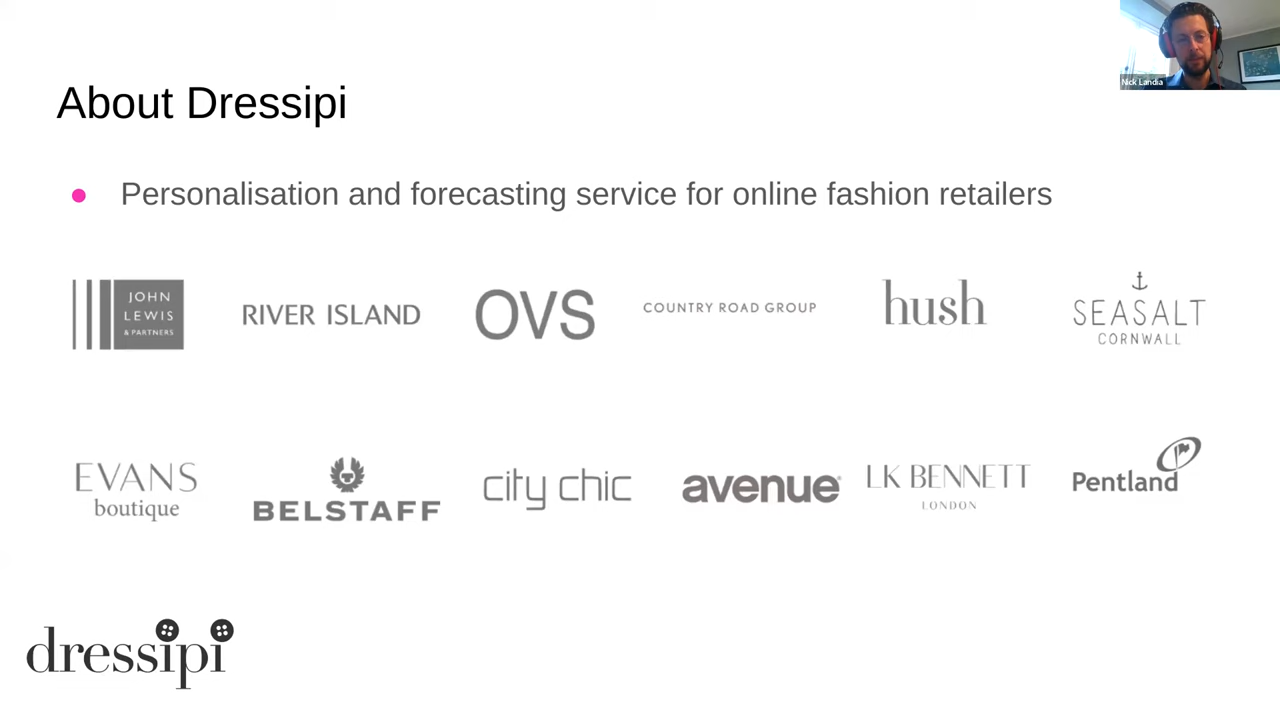 Nick Landia
About Dressipi
Personalisation and forecasting service for online fashion retailers
JOHN
LEWIS
& PARTNERS
RIVER ISLAND
OVS
COUNTRY ROAD GROUP
hush
SEASALT
CORNWALL
EVANS
boutique
BELSTAFF
city chic
avenue
LK BENNETT
LONDON
Pentland
dressipi